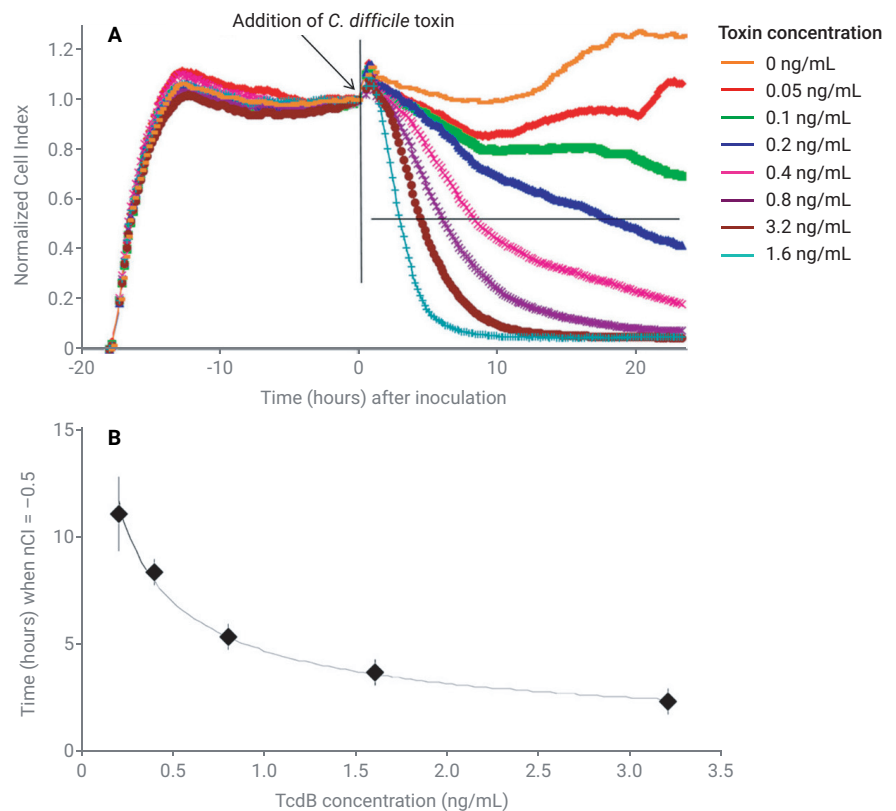 A
Addition of C. difficile toxin
Normalized Cell Index
1.2
1.0
0.8
0.6
0.4
0.2
0
-20
-10
0
10
20
Time (hours) after inoculation
Toxin concentration
0 ng/mL
0.05 ng/mL
0.1 ng/mL
0.2 ng/mL
0.4 ng/mL
0.8 ng/mL
3.2 ng/mL
1.6 ng/mL
B
Time (hours) when nCI = −0.5
15
10
5
0
0
0.5
1.0
1.5
2.0
2.5
3.0
3.5
TcdB concentration (ng/mL)